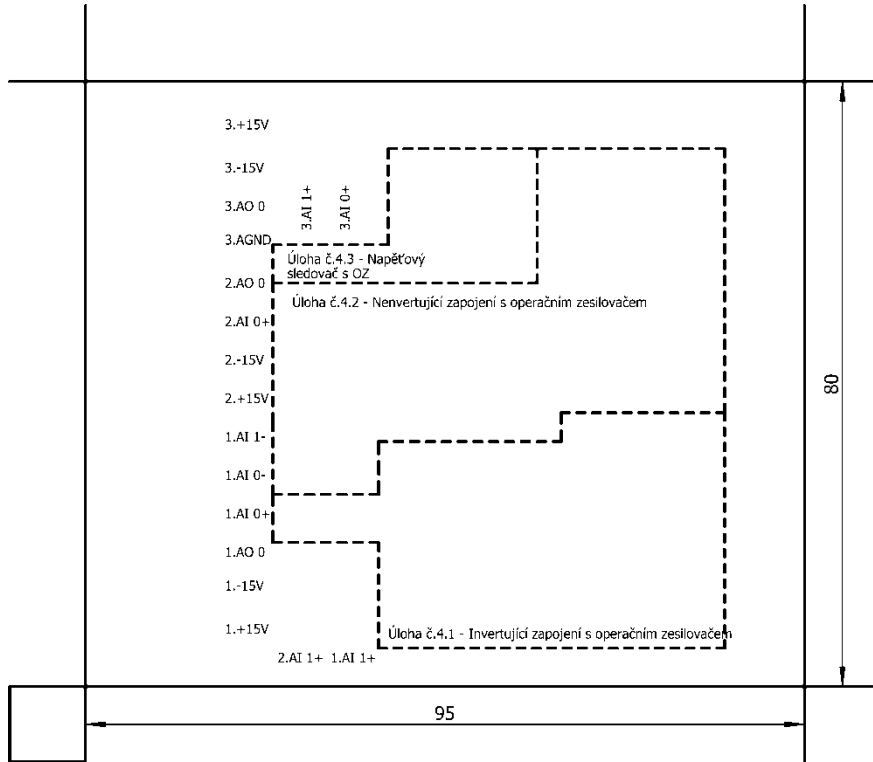 3.+15V
3.-15V
3.AO 0
3.AI 1+
3.AI 0+
3.AGND
Úloha č.4.3 - Napěťový
sledovač s OZ
2.AO 0
Úloha č.4.2 - Nenvertující zapojení s operačním zesilovačem
2.AI 0+
2.-15V
2.+15V
1.AI 1-
1.AI 0-
1.AI 0+
1.AO 0
1.-15V
1.+15V
Úloha č.4.1 - Invertující zapojení s operačním zesilovačem
2.AI 1+ 1.AI 1+
80
95